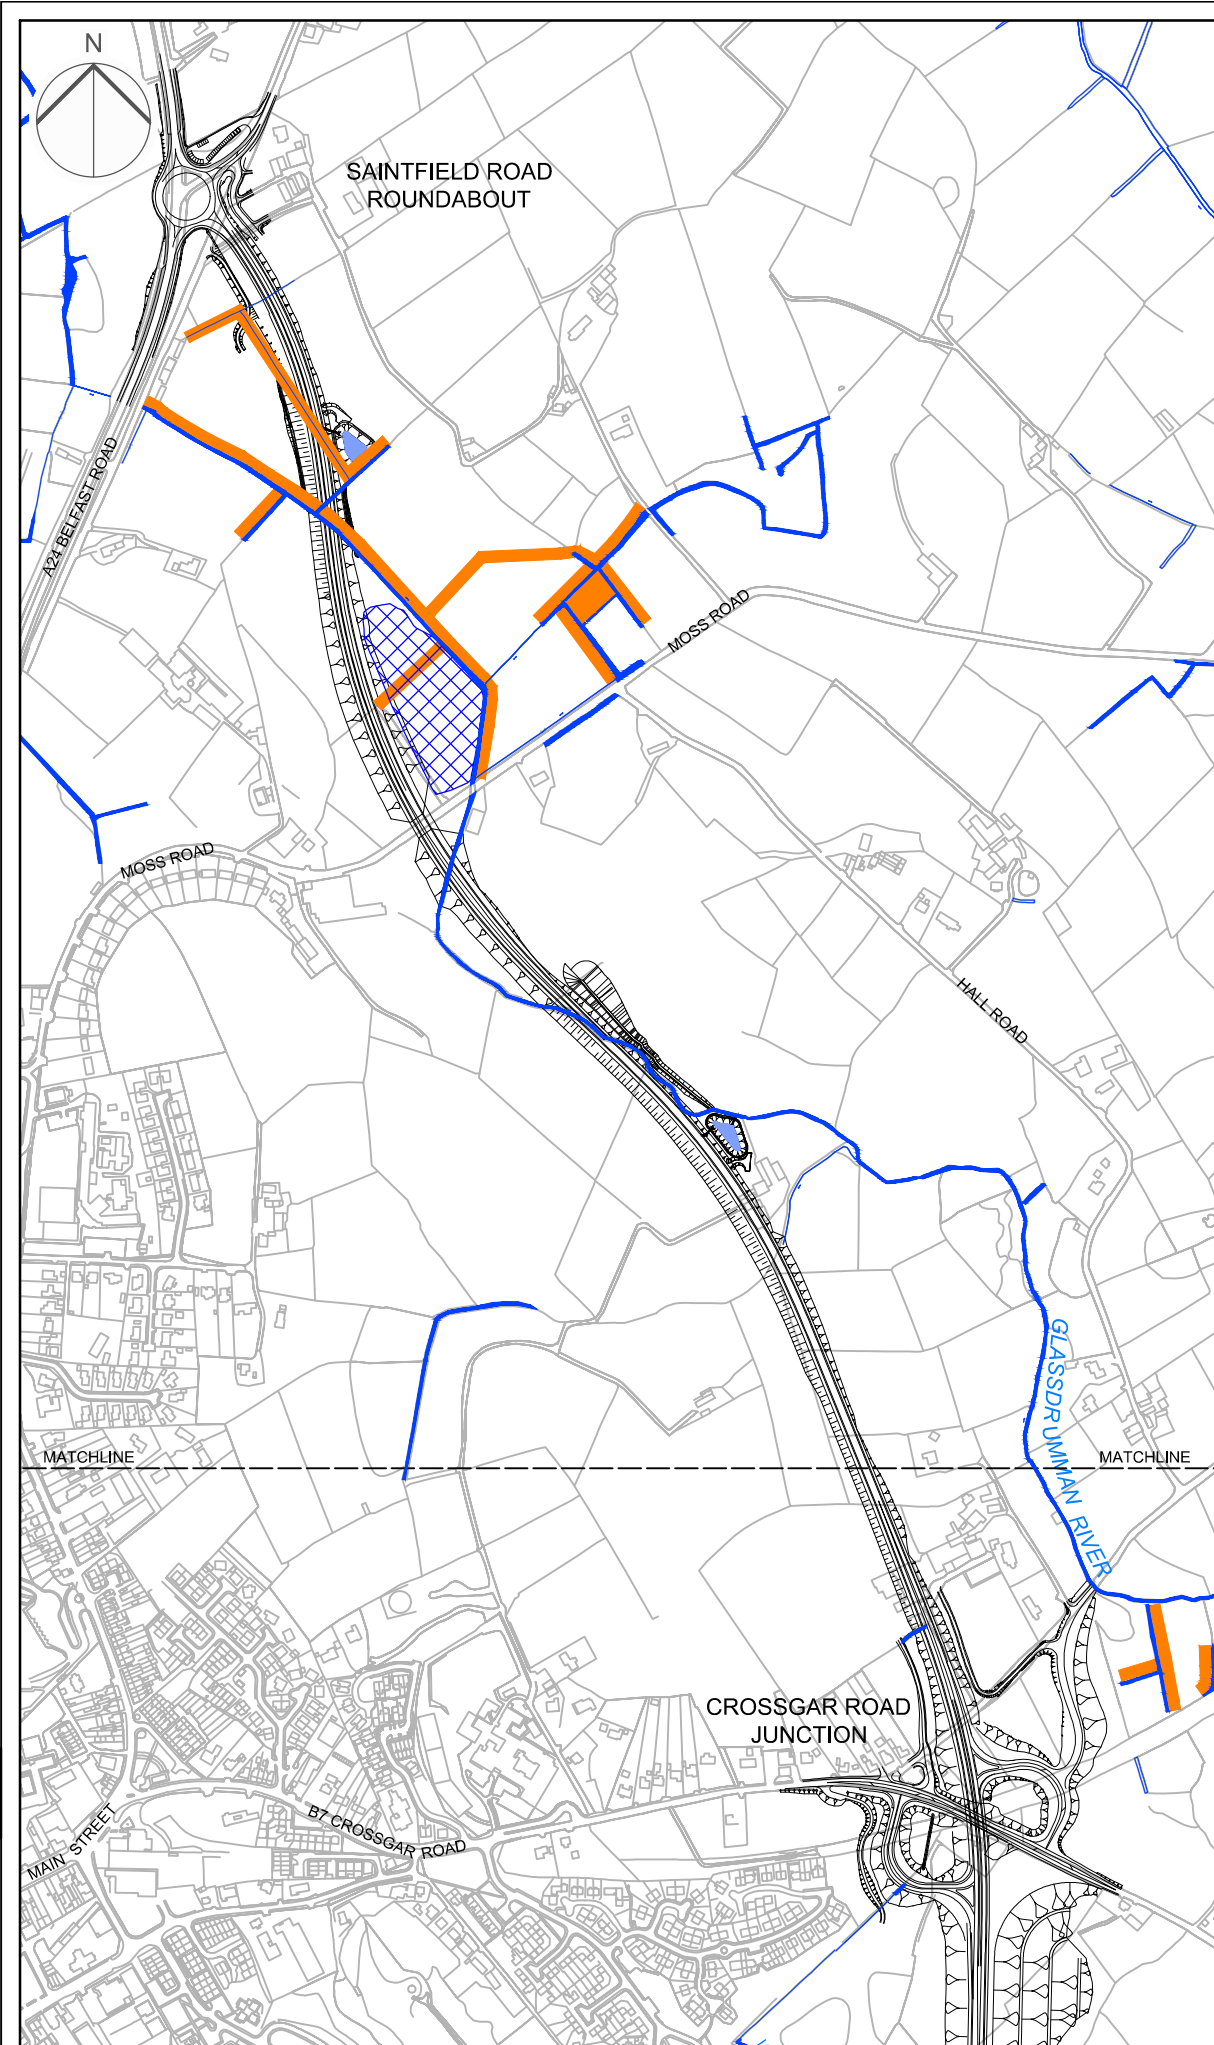 N
SAINTFIELD ROAD
ROUNDABOUT
A24 BELFAST ROAD
MOSS ROAD
MOSS ROAD
HALL ROAD
GLASSDRUMMAN RIVER
MATCHLINE
MATCHLINE
CROSSGAR ROAD
JUNCTION
B7 CROSSGAR ROAD
MAIN STREET